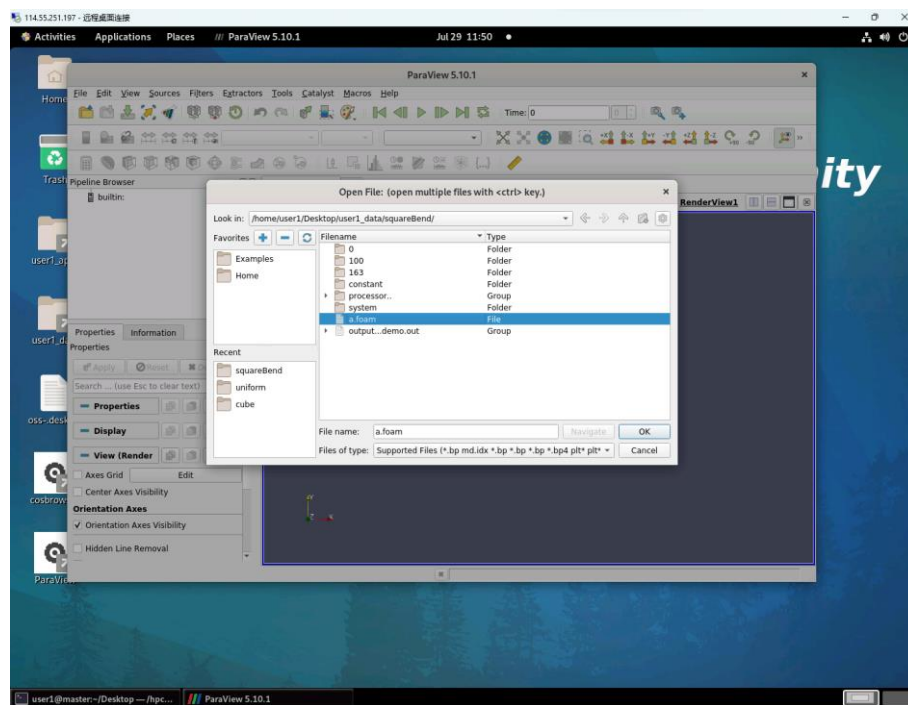 114.55.251.197 - 远程桌面连接
Activities Applications Places ParaView 5.10.1 Jul 29 11:50
ParaView 5.10.1
Home
File Edit View Sources Filters Extractors Tools Catalyst Macros Help
Time: 0
Trash
Pipeline Browser
builtin:
ity
RenderView1
Open File: (open multiple files with <ctrl> key.)
Look in: /home/user1/Desktop/user1_data/squareBend/
Favorites
Filename Type
Examples
Home
0 Folder
100 Folder
163 Folder
constant Folder
processor.. Group
system Folder
a.foam File
output...demo.out Group
user1_ap
user1_da
Properties Information
Properties
Apply Reset
Search ... (use Esc to clear text)
Properties
Display
View (Render
Recent
squareBend
uniform
cube
File name: a.foam Navigate OK
Files of type: Supported Files (*.bp md.idx *.bp *.bp *.bp *.bp4 plt* plt* Cancel
oss-.desk
Axes Grid Edit
Center Axes Visibility
Orientation Axes
Orientation Axes Visibility
Hidden Line Removal
cosbrow
ParaVie
user1@master:~/Desktop — /hpc... ParaView 5.10.1